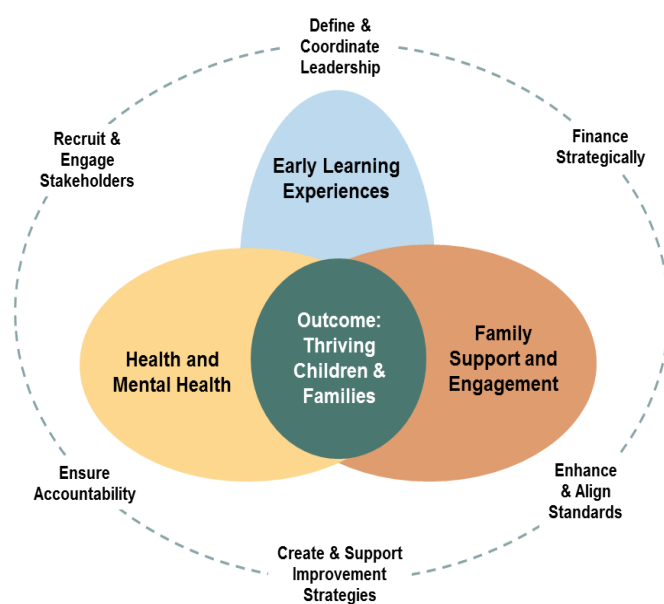 Define &
Coordinate
Leadership
Recruit &
Engage
Stakeholders
Finance
Strategically
Early Learning
Experiences
Health and
Mental Health
Outcome:
Thriving
Children &
Families
Family
Support and
Engagement
Ensure
Accountability
Enhance
& Align
Standards
Create & Support
Improvement
Strategies